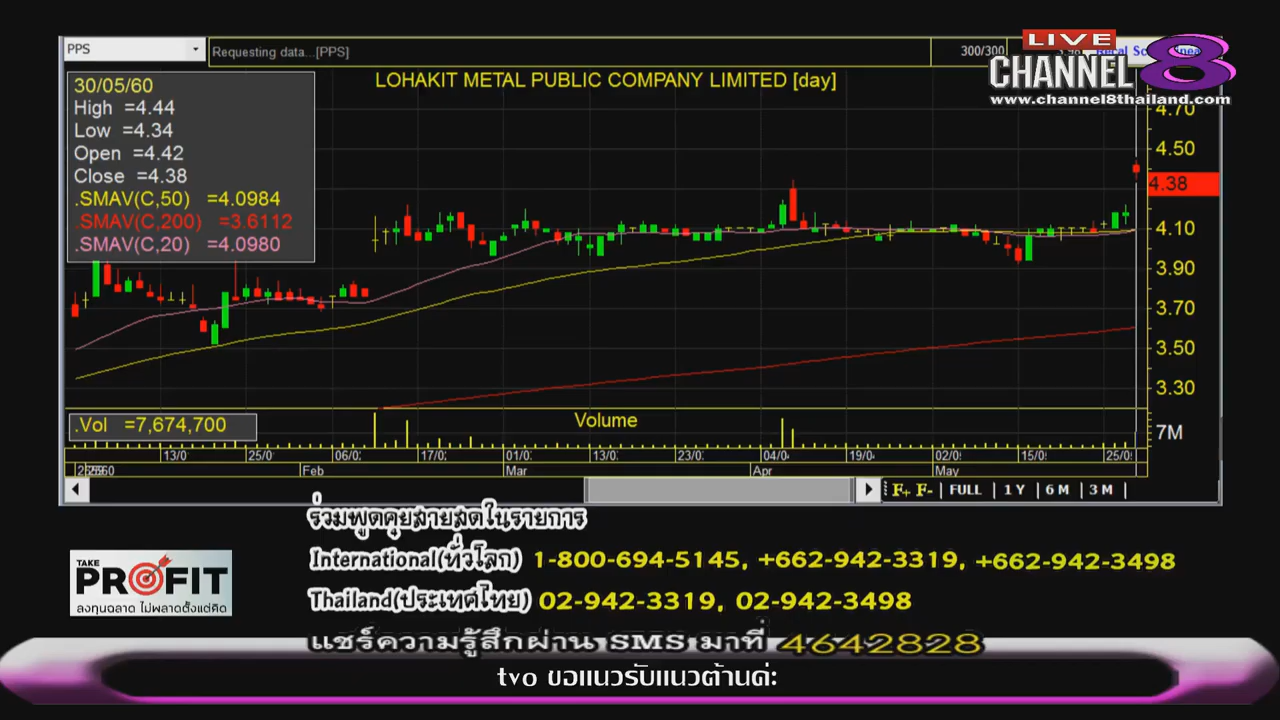 PPS
Requesting data...[PPS]
300/300
LIVE
CHANNEL 8
www.channel8thailand.com
LOHAKIT METAL PUBLIC COMPANY LIMITED [day]
30/05/60
High =4.44
Low =4.34
Open =4.42
Close =4.38
.SMAV(C,50) =4.0984
.SMAV(C,200) =3.6112
.SMAV(C,20) =4.0980
4.70
4.50
4.38
4.10
3.90
3.70
3.50
3.30
.Vol =7,674,700
Volume
7M
13/0 25/0 06/0 17/0 01/0 13/0 23/0 04/0 19/0 02/0 15/0 25/0
Feb Mar Apr May
F+ F- | FULL | 1 Y | 6 M | 3 M |
ร่วมพูดคุยสายสดในรายการ
International(ทั่วโลก) 1-800-694-5145, +662-942-3319, +662-942-3498
TAKE
PROFIT
ลงทุนฉลาด ไม่พลาดตั้งแต่คิด
Thailand(ประเทศไทย) 02-942-3319, 02-942-3498
แชร์ความรู้สึกผ่าน SMS มาที่ 4642828
tvo ขอแนวรับแนวต้านค่ะ